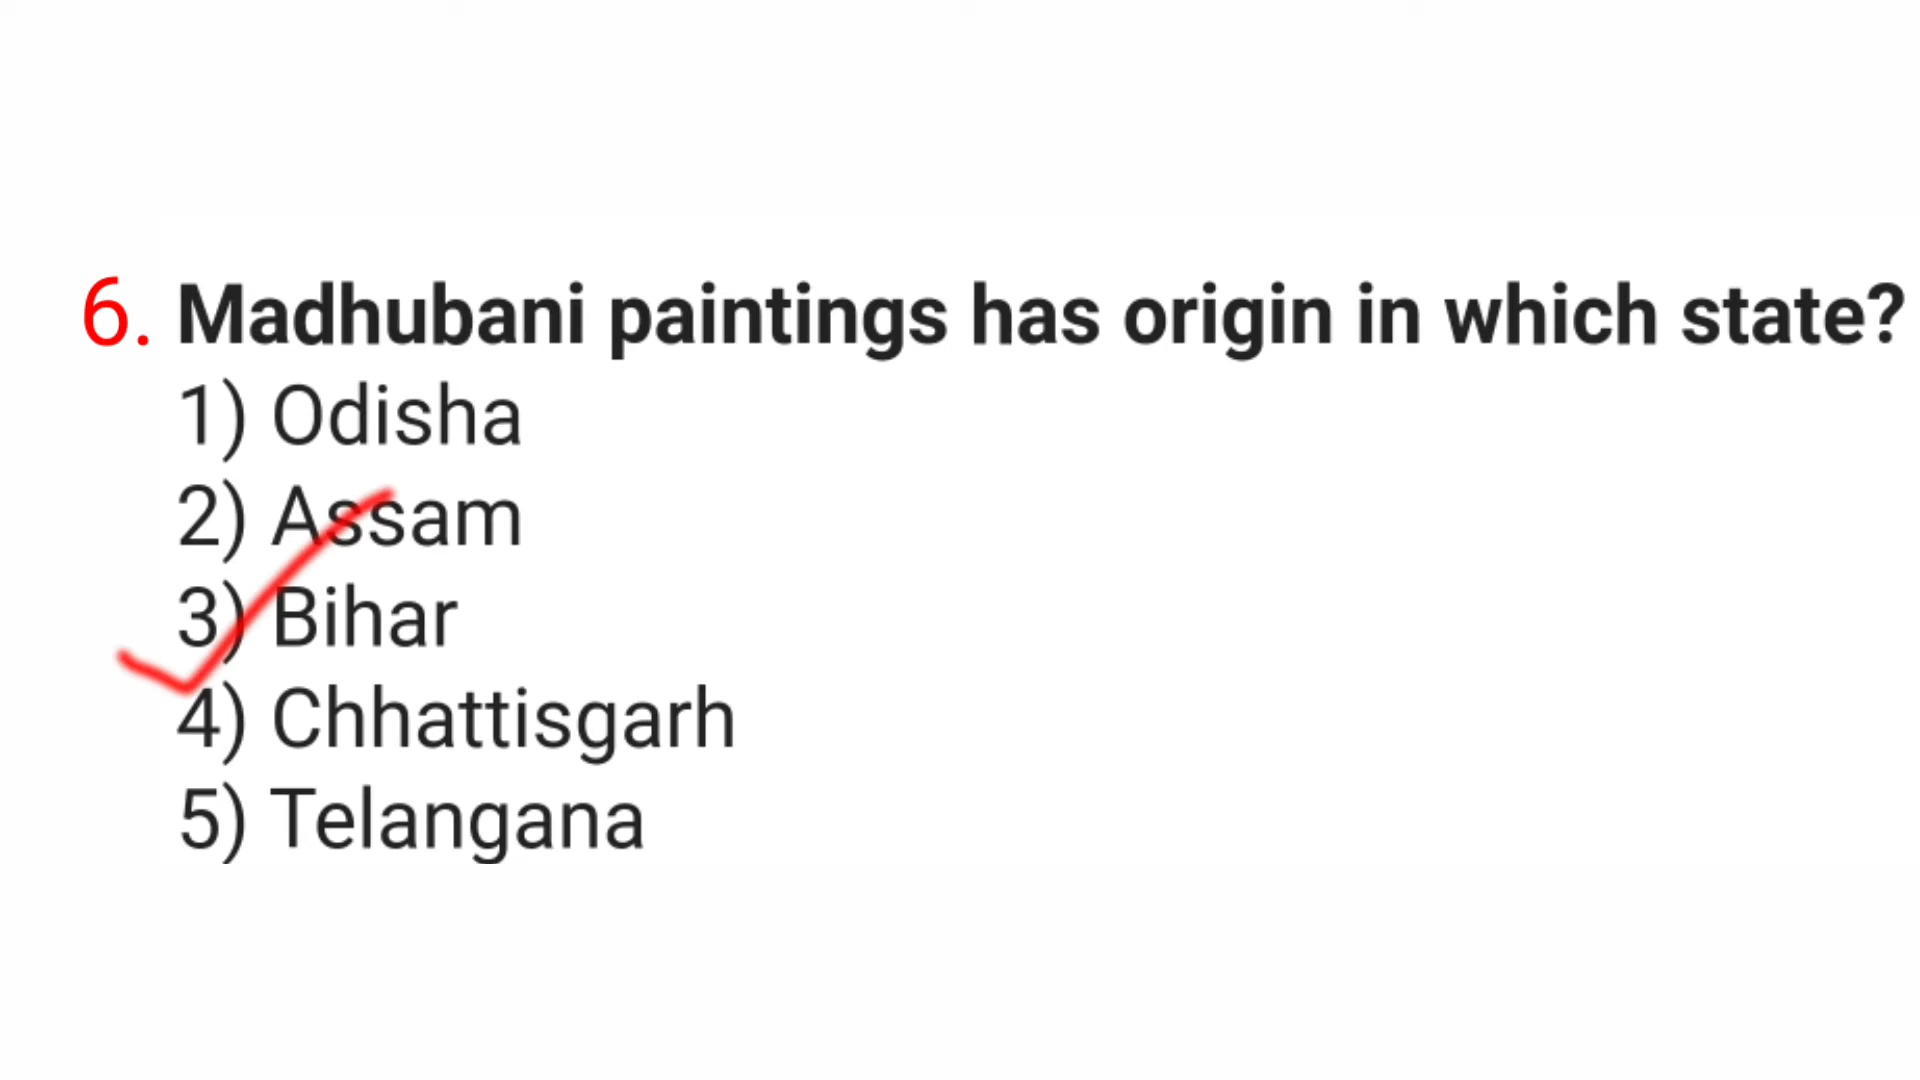 6. Madhubani paintings has origin in which state?
1) Odisha
2) Assam
3) Bihar
4) Chhattisgarh
5) Telangana